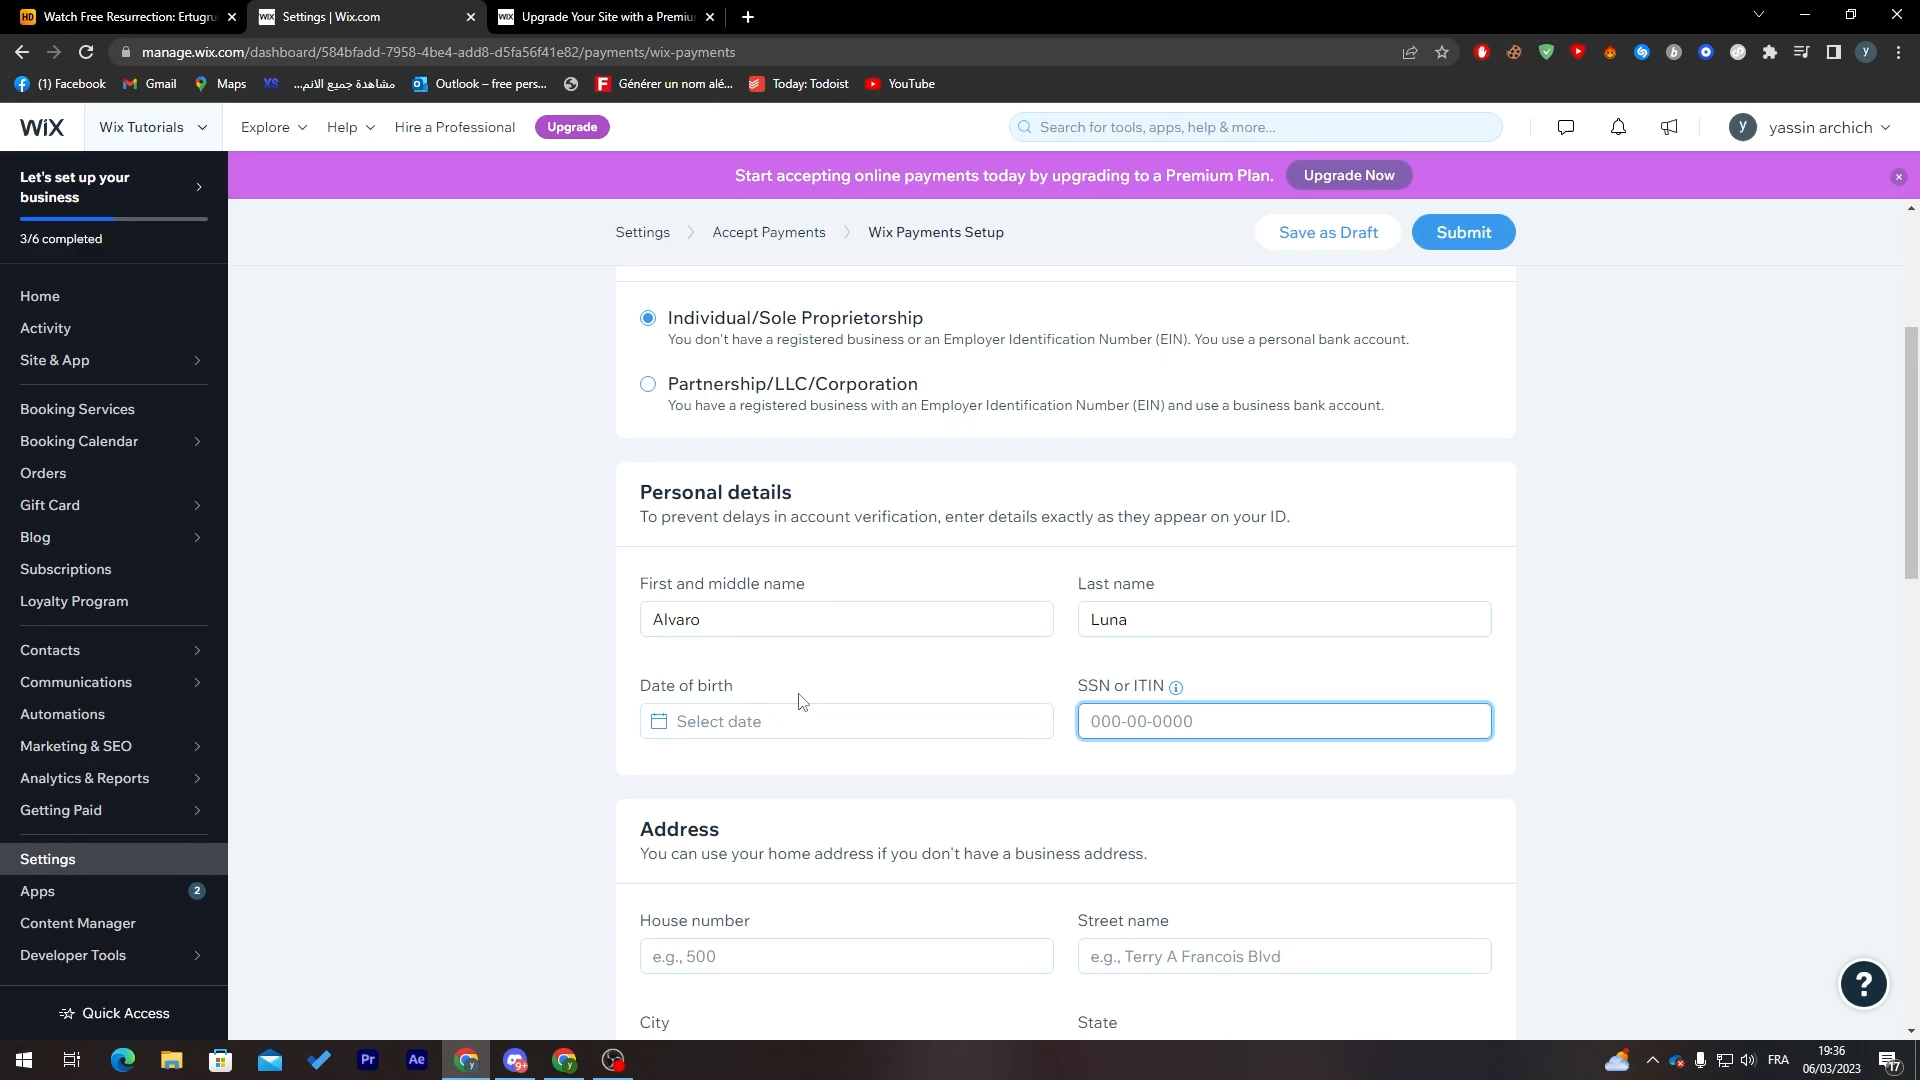 Watch Free Resurrection: Ertugru
Settings | Wix.com
Upgrade Your Site with a Premiu
manage.wix.com/dashboard/584bfadd-7958-4be4-add8-d5fa56f41e82/payments/wix-payments
(1) Facebook
Gmail
Maps
XS
مشاهدة جميع الانم...
Outlook – free pers...
Générer un nom alé...
Today: Todoist
YouTube
WIX
Wix Tutorials
Explore
Help
Hire a Professional
Upgrade
Search for tools, apps, help & more...
y
yassin archich
Let's set up your
business
3/6 completed
Start accepting online payments today by upgrading to a Premium Plan.
Upgrade Now
Settings
Accept Payments
Wix Payments Setup
Save as Draft
Submit
Home
Activity
Site & App
Booking Services
Booking Calendar
Orders
Gift Card
Blog
Subscriptions
Loyalty Program
Contacts
Communications
Automations
Marketing & SEO
Analytics & Reports
Getting Paid
Settings
Apps
2
Content Manager
Developer Tools
Quick Access
Individual/Sole Proprietorship
You don't have a registered business or an Employer Identification Number (EIN). You use a personal bank account.
Partnership/LLC/Corporation
You have a registered business with an Employer Identification Number (EIN) and use a business bank account.
Personal details
To prevent delays in account verification, enter details exactly as they appear on your ID.
First and middle name
Last name
Alvaro
Luna
Date of birth
SSN or ITIN
Select date
000-00-0000
Address
You can use your home address if you don't have a business address.
House number
Street name
e.g., 500
e.g., Terry A Francois Blvd
City
State
?
Pr
Ae
9+
FRA
19:36
06/03/2023
17